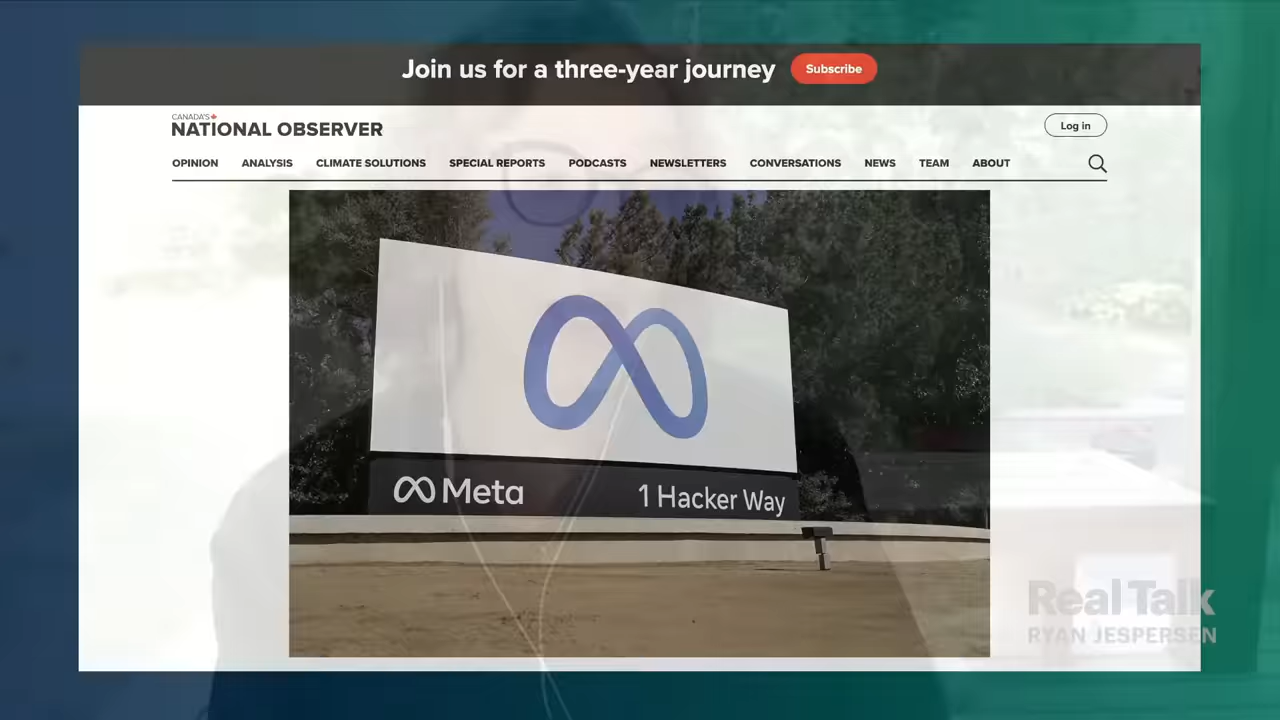 Join us for a three-year journey
Subscribe
CANADA'S
NATIONAL OBSERVER
Log in
OPINION ANALYSIS CLIMATE SOLUTIONS SPECIAL REPORTS PODCASTS NEWSLETTERS CONVERSATIONS NEWS TEAM ABOUT
Meta 1 Hacker Way
Real Talk
RYAN JESPERSEN